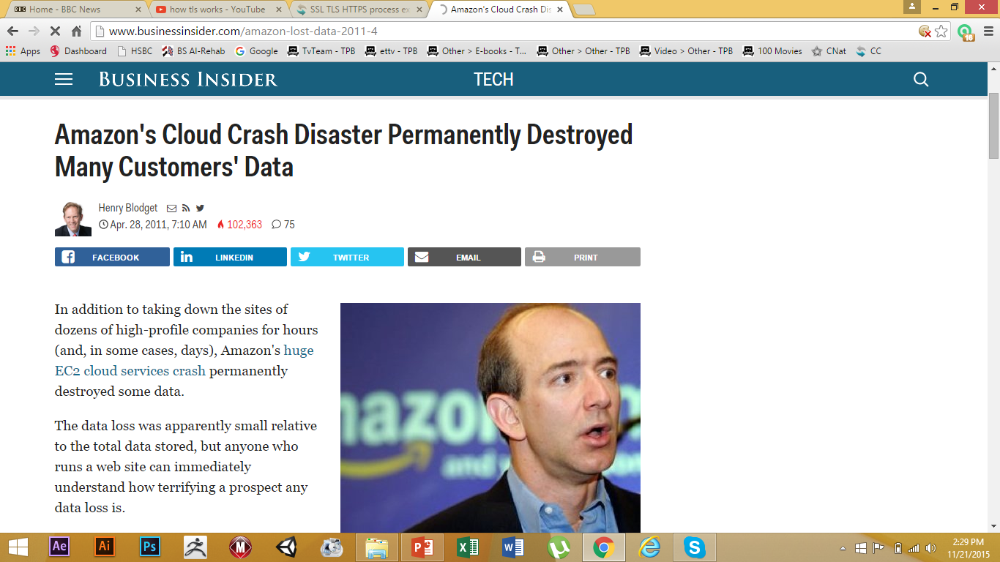 Home - BBC News
how tls works - YouTube
SSL TLS HTTPS process ex
Amazon's Cloud Crash Dis
www.businessinsider.com/amazon-lost-data-2011-4
16
Apps Dashboard HSBC BS Al-Rehab Google TvTeam - TPB ettv - TPB Other > E-books - T... Other > Other - TPB Video > Other - TPB 100 Movies CNat CC
BUSINESS INSIDER
TECH
Amazon's Cloud Crash Disaster Permanently Destroyed
Many Customers' Data
Henry Blodget
Apr. 28, 2011, 7:10 AM 102,363 75
FACEBOOK LINKEDIN TWITTER EMAIL PRINT
In addition to taking down the sites of
dozens of high-profile companies for hours
(and, in some cases, days), Amazon's huge
EC2 cloud services crash permanently
destroyed some data.
The data loss was apparently small relative
to the total data stored, but anyone who
runs a web site can immediately
understand how terrifying a prospect any
data loss is.
amazon
and
Ae Ai Ps
2:29 PM
11/21/2015